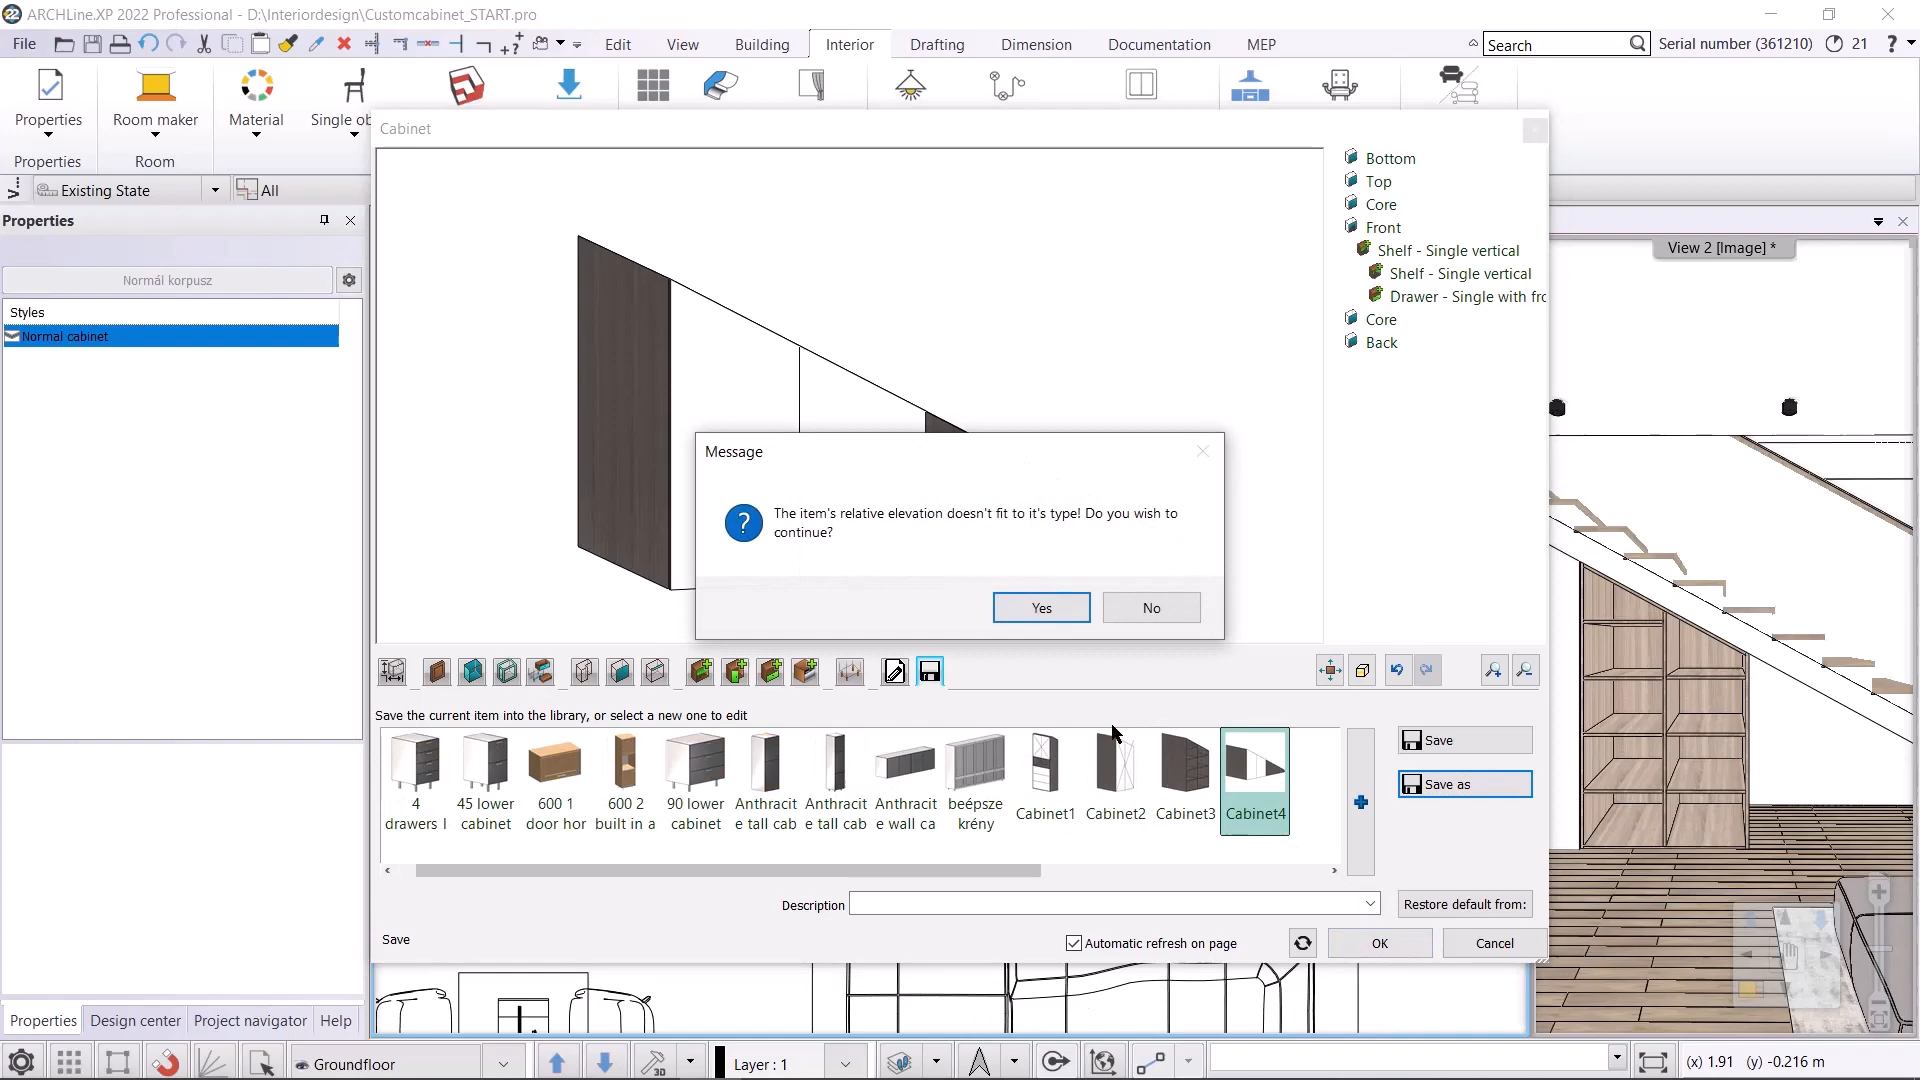 ARCHLine.XP 2022 Professional - D:\Interiordesign\Customcabinet_START.pro
File
Edit
View
Building
Interior
Drafting
Dimension
Documentation
MEP
Search
Serial number (361210)
21
?
Properties
Room maker
Material
Single ob
Properties
Room
Existing State
All
Properties
Normál korpusz
Styles
Normal cabinet
Cabinet
Bottom
Top
Core
Front
Shelf - Single vertical
Shelf - Single vertical
Drawer - Single with fro
Core
Back
View 2 [Image] *
Message
The item's relative elevation doesn't fit to it's type! Do you wish to
continue?
Yes
No
Save the current item into the library, or select a new one to edit
4
drawers l
45 lower
cabinet
600 1
door hor
600 2
built in a
90 lower
cabinet
Anthracit
e tall cab
Anthracit
e tall cab
Anthracit
e wall ca
beépsze
krény
Cabinet1
Cabinet2
Cabinet3
Cabinet4
Save
Save as
Description
Restore default from:
Save
Automatic refresh on page
OK
Cancel
Properties
Design center
Project navigator
Help
Groundfloor
3D
Layer : 1
(x) 1.91
(y) -0.216 m